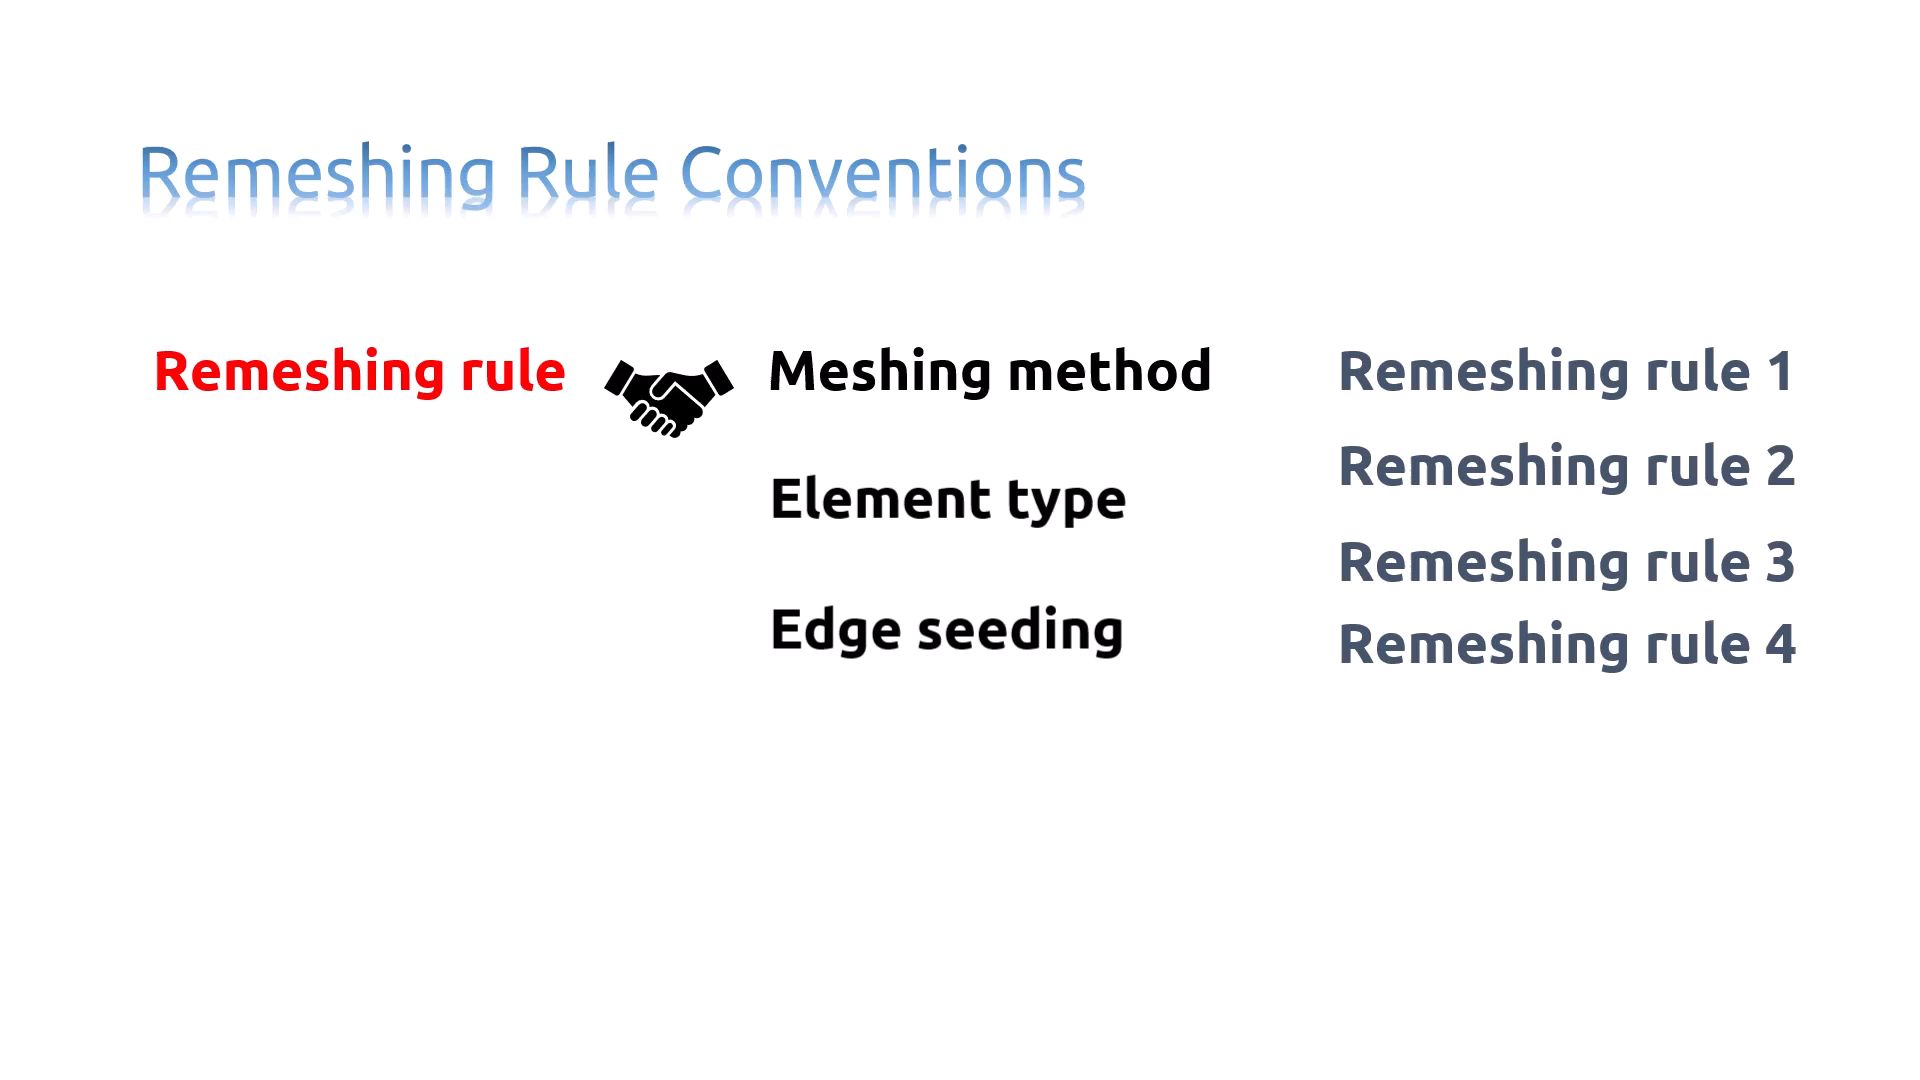 Remeshing Rule Conventions
Remeshing rule
Meshing method
Element type
Edge seeding
Remeshing rule 1
Remeshing rule 2
Remeshing rule 3
Remeshing rule 4